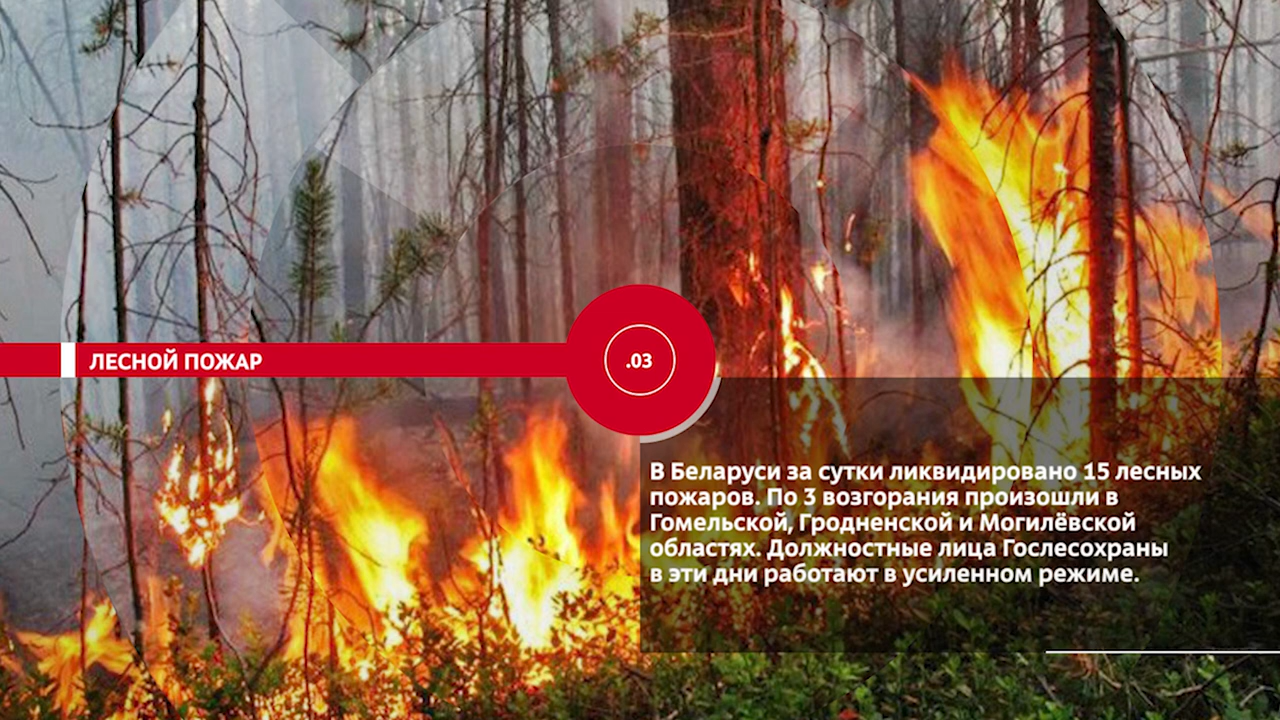 ЛЕСНОЙ ПОЖАР
.03
В Беларуси за сутки ликвидировано 15 лесных
пожаров. По 3 возгорания произошли в
Гомельской, Гродненской и Могилёвской
областях. Должностные лица Гослесохраны
в эти дни работают в усиленном режиме.